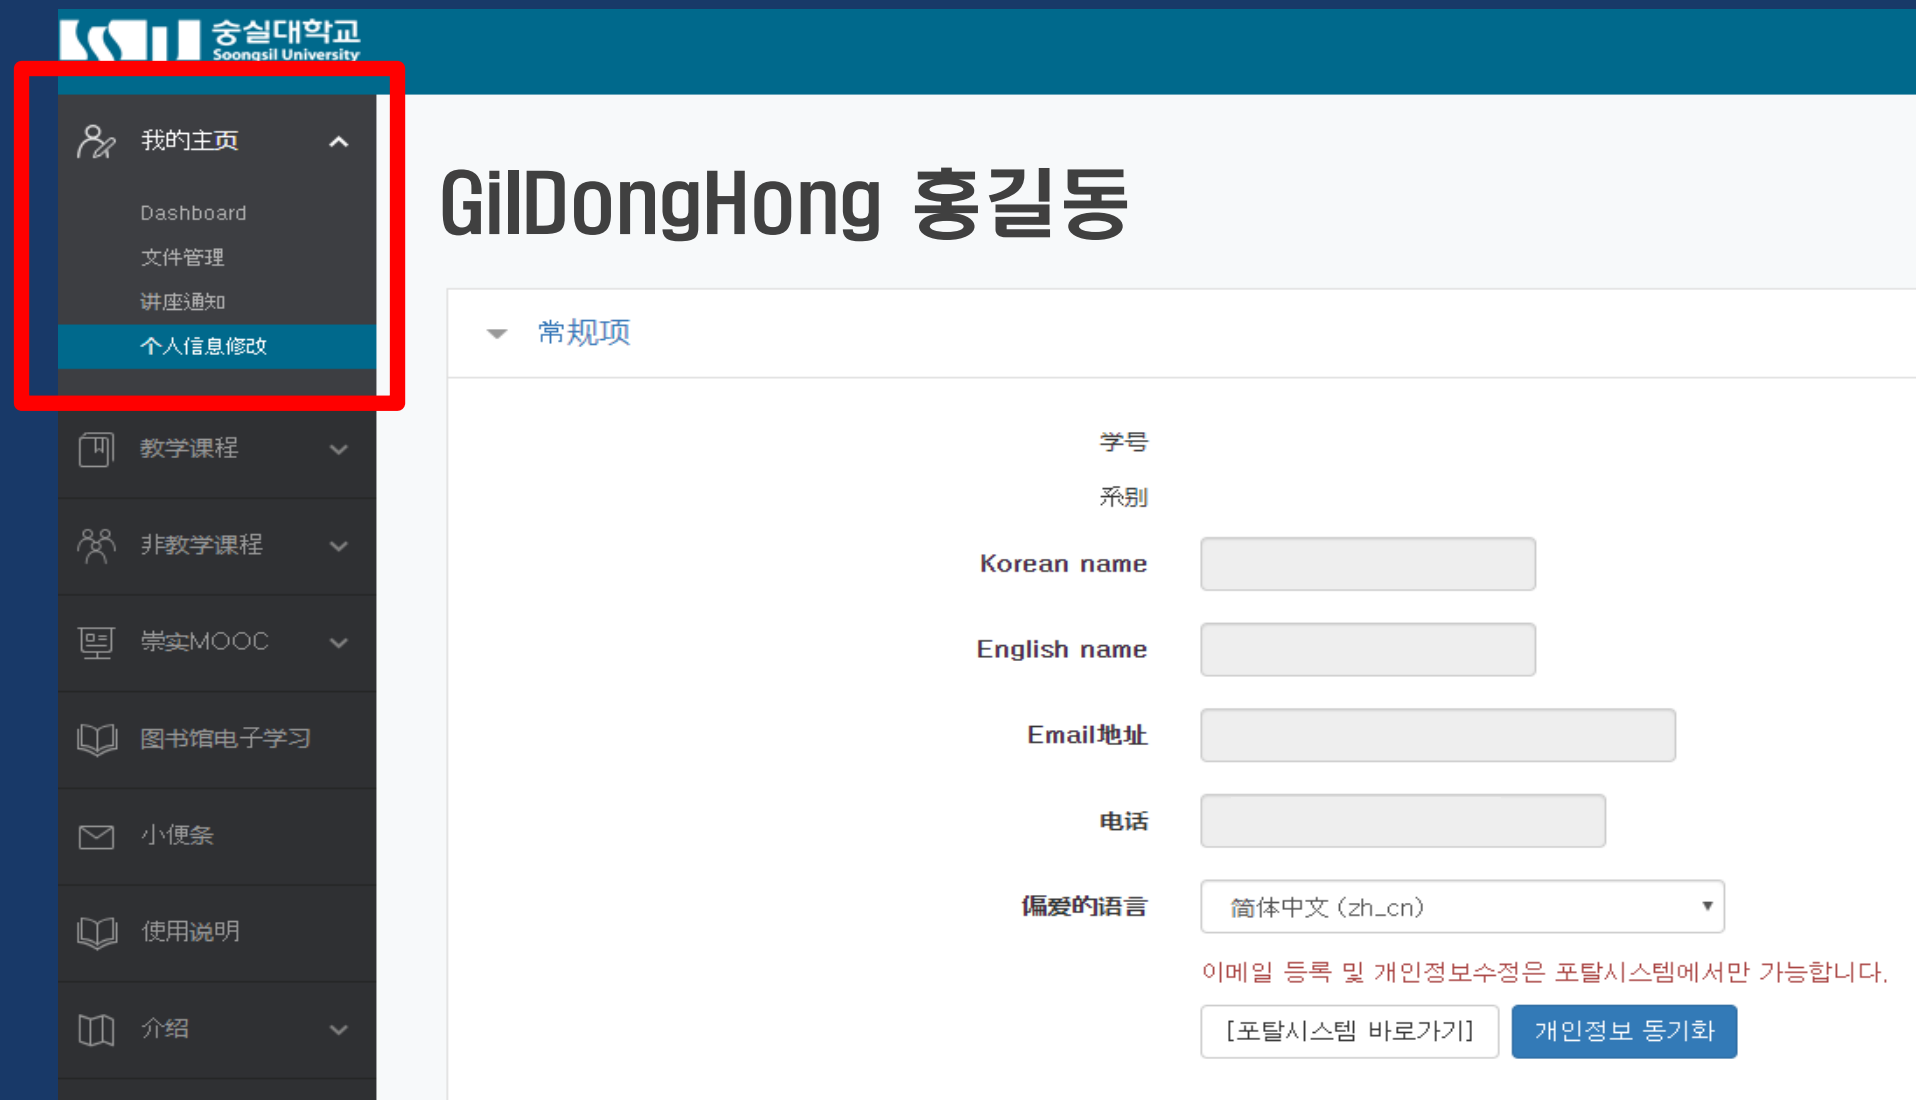 숭실대학교
Soongsil University
我的主页
Dashboard
文件管理
讲座通知
个人信息修改
教学课程
非教学课程
崇实MOOC
图书馆电子学习
小便条
使用说明
介绍
GilDongHong 홍길동
常规项
学号
系别
Korean name
English name
Email地址
电话
偏爱的语言
简体中文 (zh_cn)
이메일 등록 및 개인정보수정은 포탈시스템에서만 가능합니다.
[포탈시스템 바로가기]
개인정보 동기화